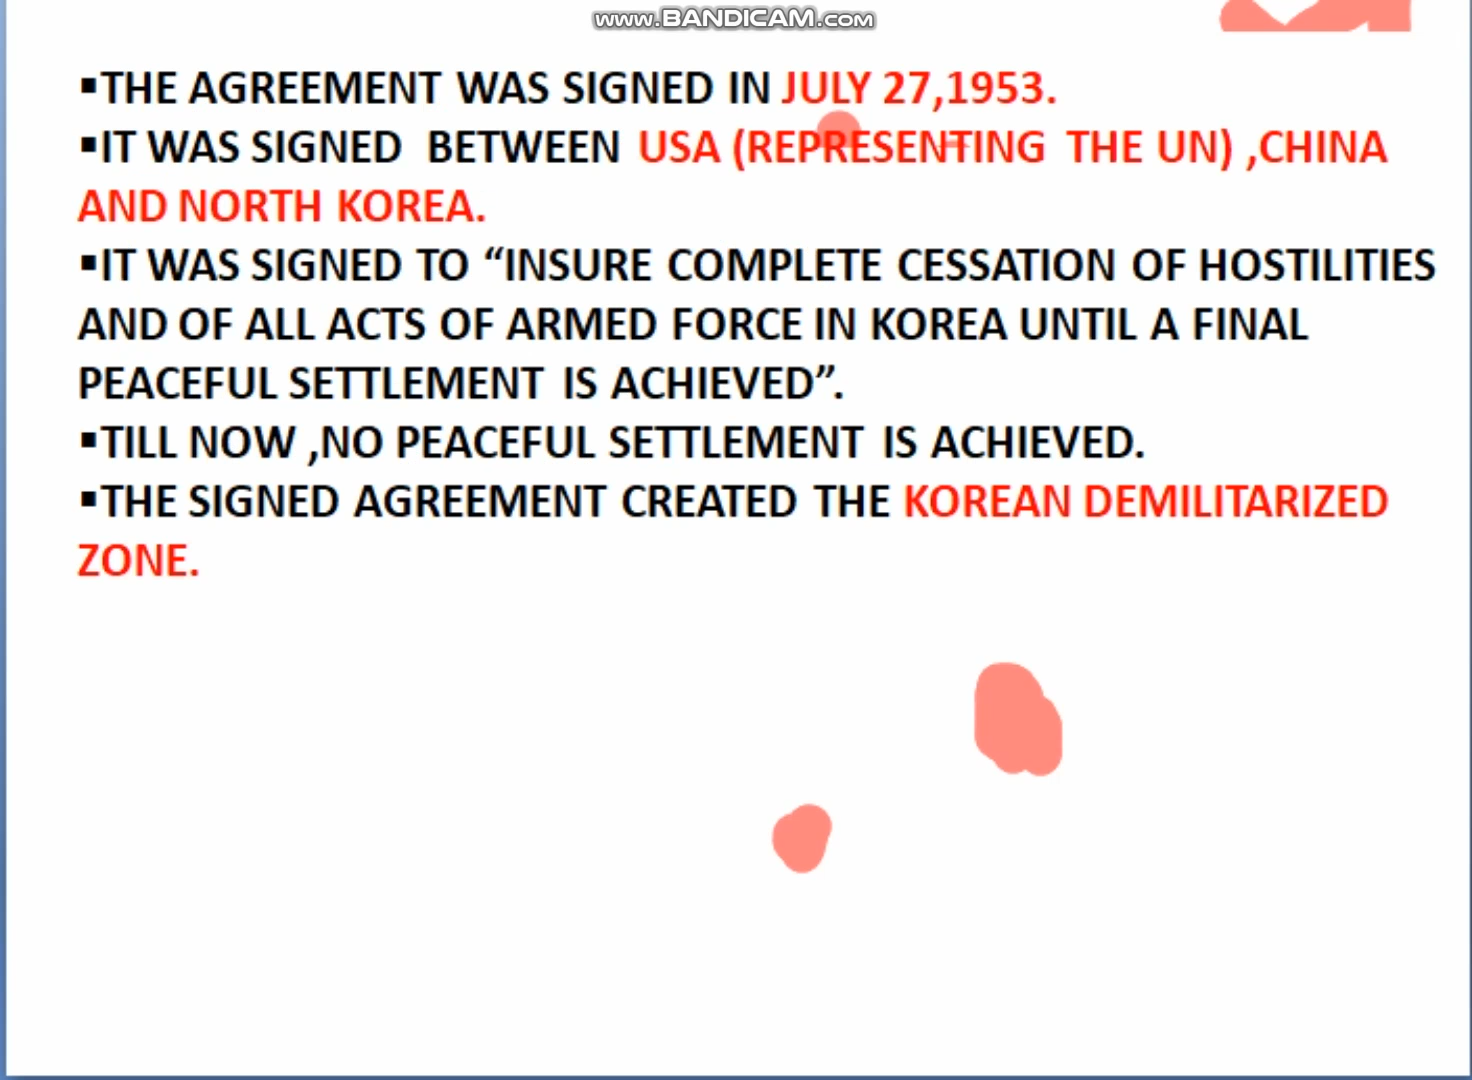 www.BANDICAM.com
▪THE AGREEMENT WAS SIGNED IN JULY 27,1953.
▪IT WAS SIGNED BETWEEN USA (REPRESENTING THE UN) ,CHINA
AND NORTH KOREA.
▪IT WAS SIGNED TO “INSURE COMPLETE CESSATION OF HOSTILITIES
AND OF ALL ACTS OF ARMED FORCE IN KOREA UNTIL A FINAL
PEACEFUL SETTLEMENT IS ACHIEVED”.
▪TILL NOW ,NO PEACEFUL SETTLEMENT IS ACHIEVED.
▪THE SIGNED AGREEMENT CREATED THE KOREAN DEMILITARIZED
ZONE.